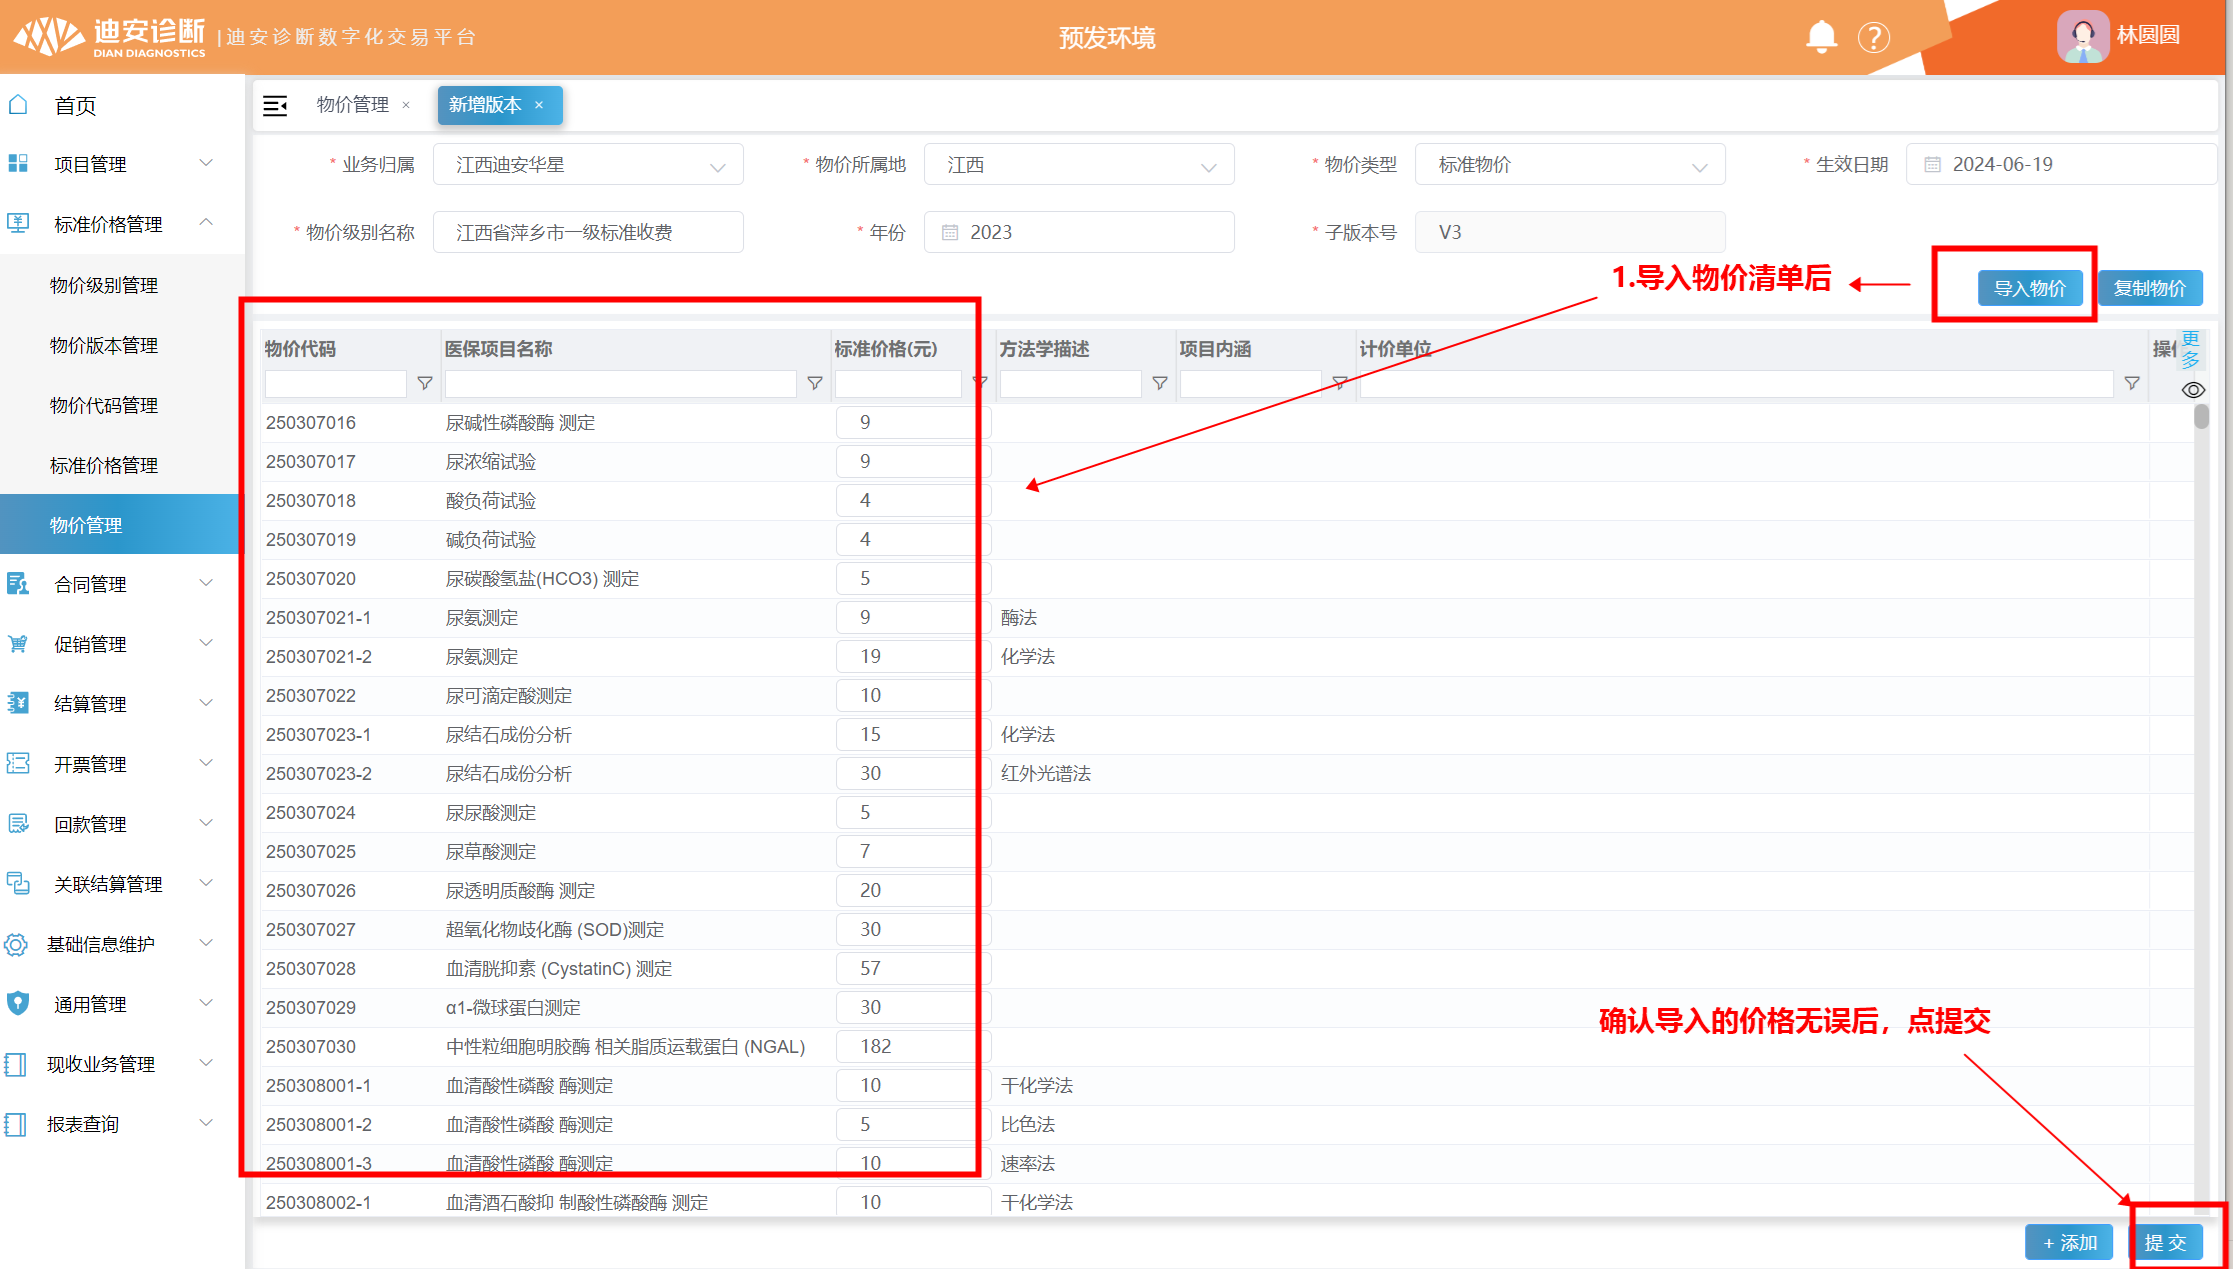 迪安诊断
DIAN DIAGNOSTICS
|迪安诊断数字化交易平台
预发环境
?
林圆圆
首页
项目管理
标准价格管理
物价级别管理
物价版本管理
物价代码管理
标准价格管理
物价管理
合同管理
促销管理
结算管理
开票管理
回款管理
关联结算管理
基础信息维护
通用管理
现收业务管理
报表查询
物价管理 ×
新增版本 ×
* 业务归属 江西迪安华星 * 物价所属地 江西 * 物价类型 标准物价 * 生效日期 2024-06-19
* 物价级别名称 江西省萍乡市一级标准收费 * 年份 2023 * 子版本号 V3
1.导入物价清单后
导入物价 复制物价
物价代码 医保项目名称 标准价格(元) 方法学描述 项目内涵 计价单位
更多
250307016 尿碱性磷酸酶 测定 9
250307017 尿浓缩试验 9
250307018 酸负荷试验 4
250307019 碱负荷试验 4
250307020 尿碳酸氢盐(HCO3) 测定 5
250307021-1 尿氨测定 9 酶法
250307021-2 尿氨测定 19 化学法
250307022 尿可滴定酸测定 10
250307023-1 尿结石成份分析 15 化学法
250307023-2 尿结石成份分析 30 红外光谱法
250307024 尿尿酸测定 5
250307025 尿草酸测定 7
250307026 尿透明质酸酶 测定 20
250307027 超氧化物歧化酶 (SOD)测定 30
250307028 血清胱抑素 (CystatinC) 测定 57
250307029 α1-微球蛋白测定 30
250307030 中性粒细胞明胶酶 相关脂质运载蛋白 (NGAL) 182
250308001-1 血清酸性磷酸 酶测定 10 干化学法
250308001-2 血清酸性磷酸 酶测定 5 比色法
250308001-3 血清酸性磷酸 酶测定 10 速率法
250308002-1 血清酒石酸抑 制酸性磷酸酶 测定 10 干化学法
确认导入的价格无误后，点提交
+ 添加 提 交